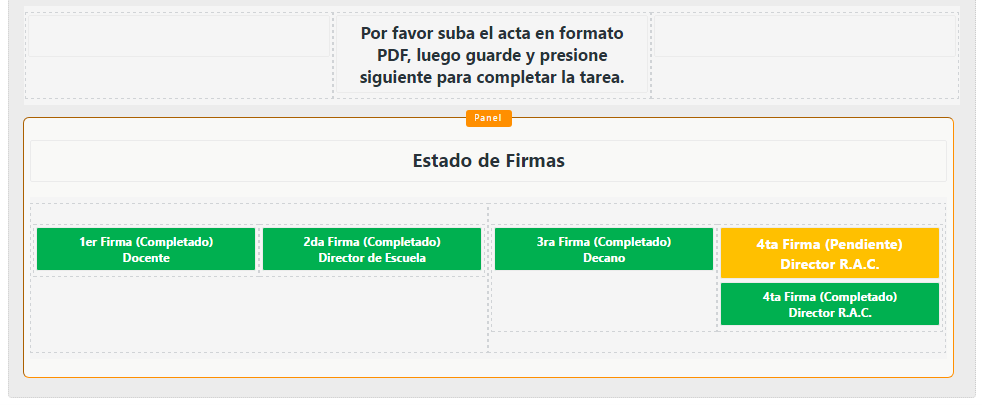 Por favor suba el acta en formato
PDF, luego guarde y presione
siguiente para completar la tarea.
Panel
Estado de Firmas
1er Firma (Completado)
Docente
2da Firma (Completado)
Director de Escuela
3ra Firma (Completado)
Decano
4ta Firma (Pendiente)
Director R.A.C.
4ta Firma (Completado)
Director R.A.C.